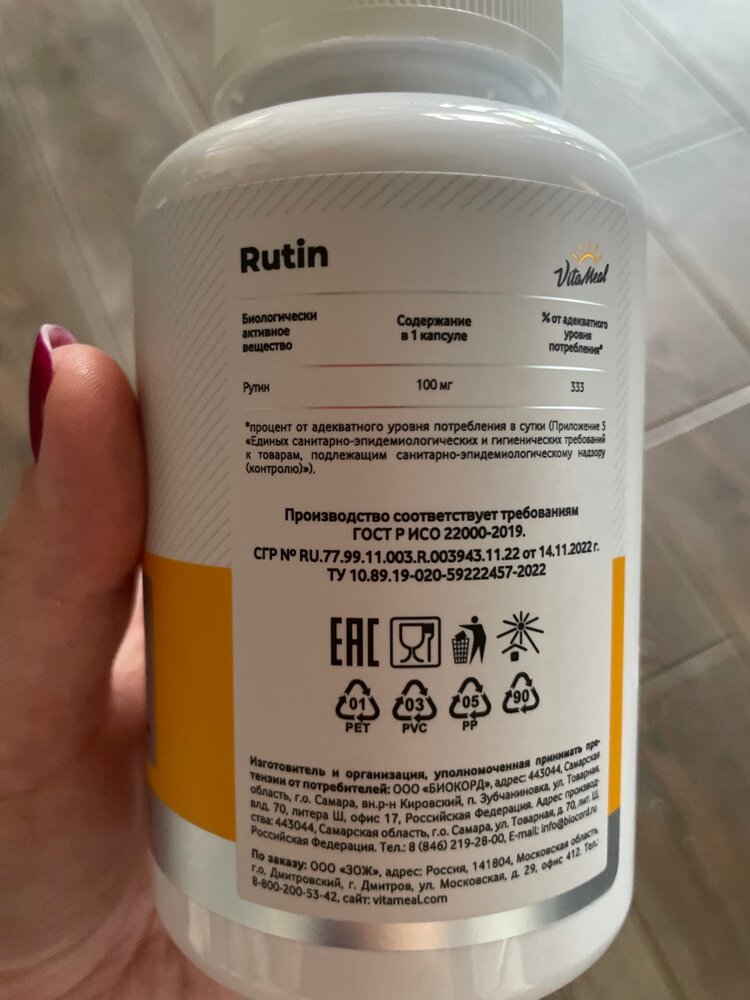 Rutin
VitaMeal
Биологически
активное
вещество
Содержание
в 1 капсуле
% от адекватного
уровня
потребления*
Рутин
100 мг
333
*процент от адекватного уровня потребления в сутки (Приложение 5
«Единых санитарно-эпидемиологических и гигиенических требований
к товарам, подлежащим санитарно-эпидемиологическому надзору
(контролю)»).
Производство соответствует требованиям
ГОСТ Р ИСО 22000-2019.
СГР № RU.77.99.11.003.R.003943.11.22 от 14.11.2022 г.
ТУ 10.89.19-020-59222457-2022
EAC
01
PET
03
PVC
05
PP
90
Изготовитель и организация, уполномоченная принимать пре-
тензии от потребителей: ООО «БИОКОРД», адрес: 443044, Самарская
область, г.о. Самара, вн.р-н Кировский, п. Зубчаниновка, ул. Товарная,
влд. 70, литера Ш, офис 17, Российская Федерация. Адрес производ-
ства: 443044, Самарская область, г.о. Самара, ул. Товарная, д. 70, лит. Ш,
Российская Федерация. Тел.: 8 (846) 219-28-00, E-mail: info@biocord.ru
По заказу: ООО «ЗОЖ», адрес: Россия, 141804, Московская область,
г.о. Дмитровский, г. Дмитров, ул. Московская, д. 29, офис 412. Тел.:
8-800-200-53-42, сайт: vitameal.com